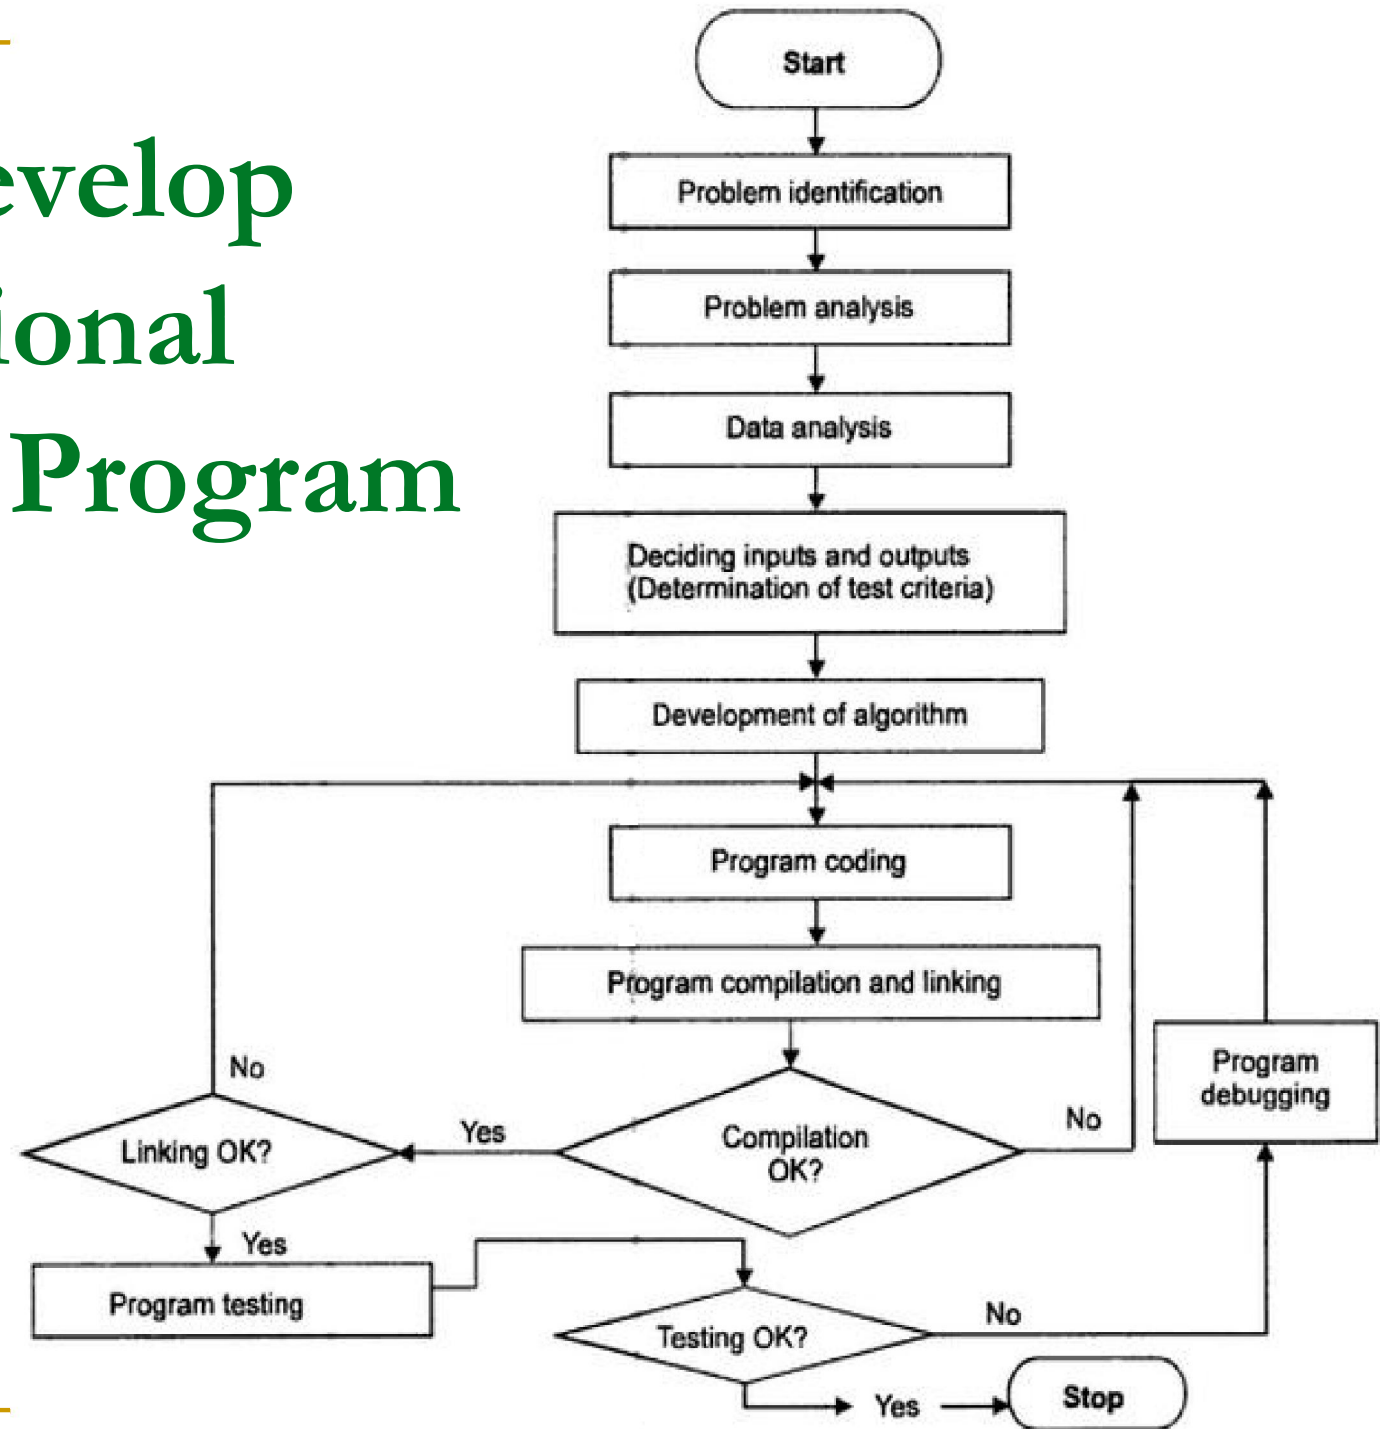 Start
evelop
Problem identification
ional
Problem analysis
Program
Data analysis
Deciding inputs and outputs
(Determination of test criteria)
Development of algorithm
Program coding
Program compilation and linking
No
Program
debugging
Linking OK?
Yes
Compilation
OK?
No
Yes
Program testing
Testing OK?
No
Yes
Stop